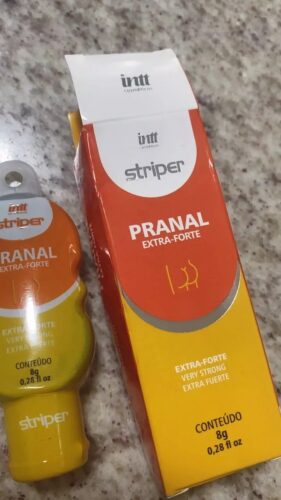 intt
striper
PRANAL
EXTRA-FORTE
EXTRA-FORTE
VERY STRONG
EXTRA FUERTE
CONTEÚDO
8g
0,28 fl oz
striper
intt
intt
striper
PRANAL
EXTRA-FORTE
EXTRA-FORTE
VERY STRONG
EXTRA FUERTE
CONTEÚDO
8g
0,28 fl oz